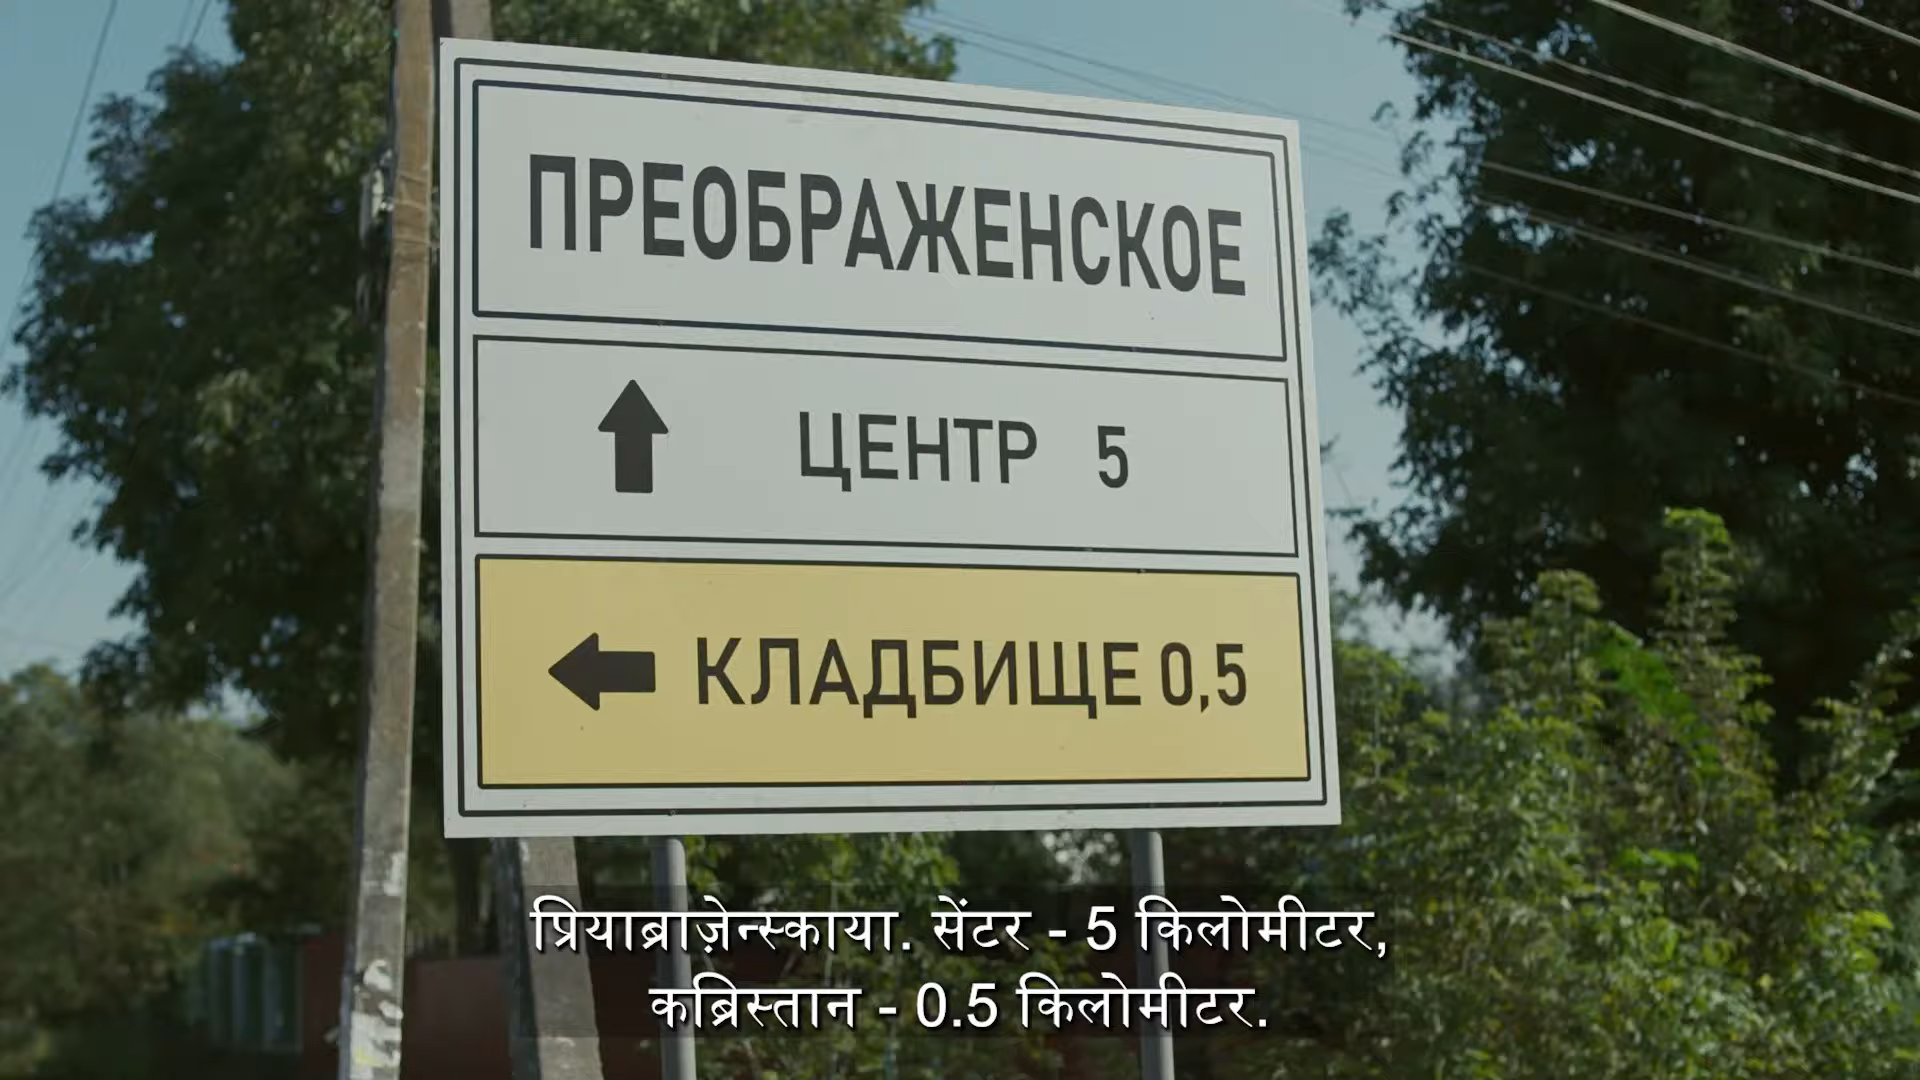 ПРЕОБРАЖЕНСКОЕ
ЦЕНТР 5
КЛАДБИЩЕ 0,5
प्रियाब्राज़ेन्स्काया. सेंटर - 5 किलोमीटर,
कब्रिस्तान - 0.5 किलोमीटर.